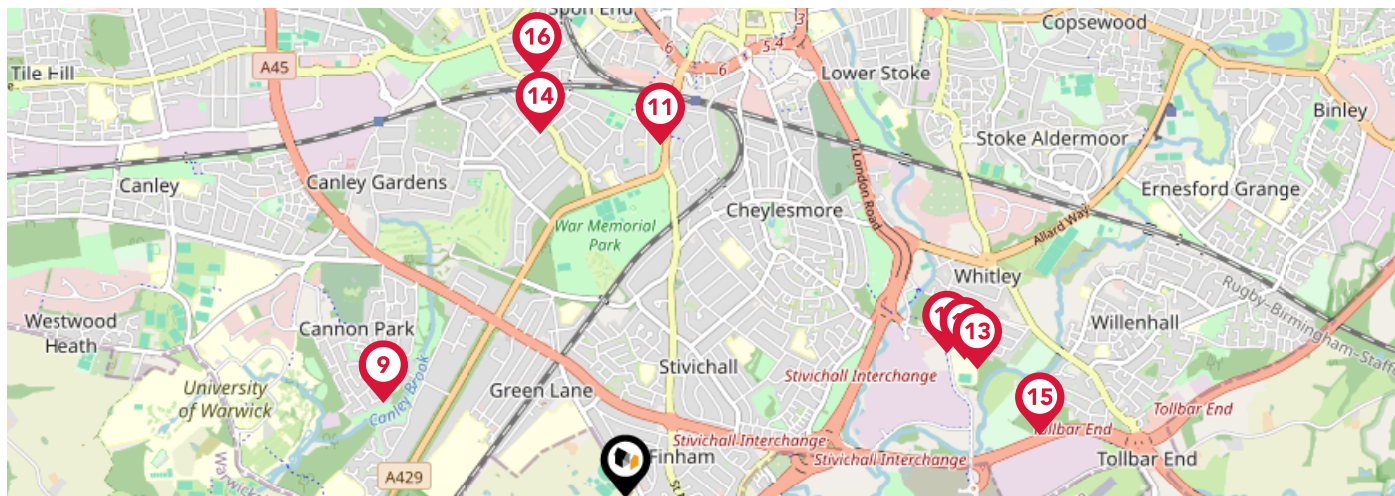 Spon End
Copsewood
16
3
5 4
6
6
A45
Tile Hill
Lower Stoke
14
11
Binley
Stoke Aldermoor
Canley
Canley Gardens
London Road
Ernesford Grange
Cheylesmore
War Memorial
Park
Allard Way
Whitley
Rugby-Birmingham-Staff
Westwood
Heath
Cannon Park
1
13
Willenhall
9
University
of Warwick
Canley Brook
Green Lane
Stivichall
Stivichall Interchange
15
Tollbar End
Tollbar End
Stivichall Interchange
Stivichall Interchange
Finham
Tollbar End
A429
Warwick